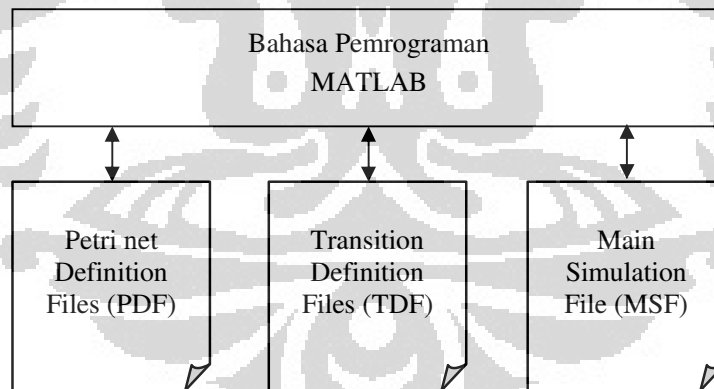 Bahasa Pemrograman
MATLAB
Petri net
Definition
Files (PDF)
Transition
Definition
Files (TDF)
Main
Simulation
File (MSF)